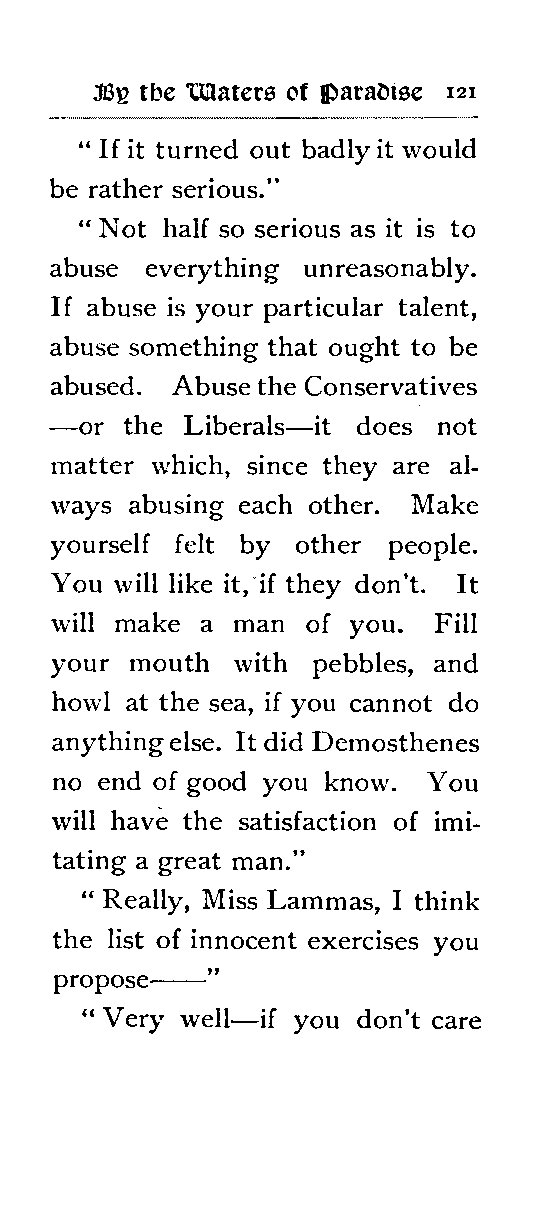 By the Waters of Paradise 121
“ If it turned out badly it would
be rather serious.”
“ Not half so serious as it is to
abuse everything unreasonably.
If abuse is your particular talent,
abuse something that ought to be
abused. Abuse the Conservatives
—or the Liberals—it does not
matter which, since they are al-
ways abusing each other. Make
yourself felt by other people.
You will like it, if they don’t. It
will make a man of you. Fill
your mouth with pebbles, and
howl at the sea, if you cannot do
anything else. It did Demosthenes
no end of good you know. You
will have the satisfaction of imi-
tating a great man.”
“ Really, Miss Lammas, I think
the list of innocent exercises you
propose——”
“ Very well—if you don’t care